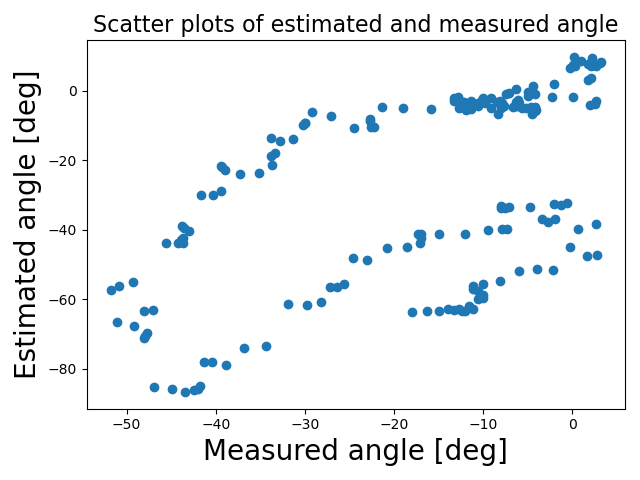 Scatter plots of estimated and measured angle
0
−20
−40
−60
−80
Estimated angle [deg]
−50 −40 −30 −20 −10 0
Measured angle [deg]